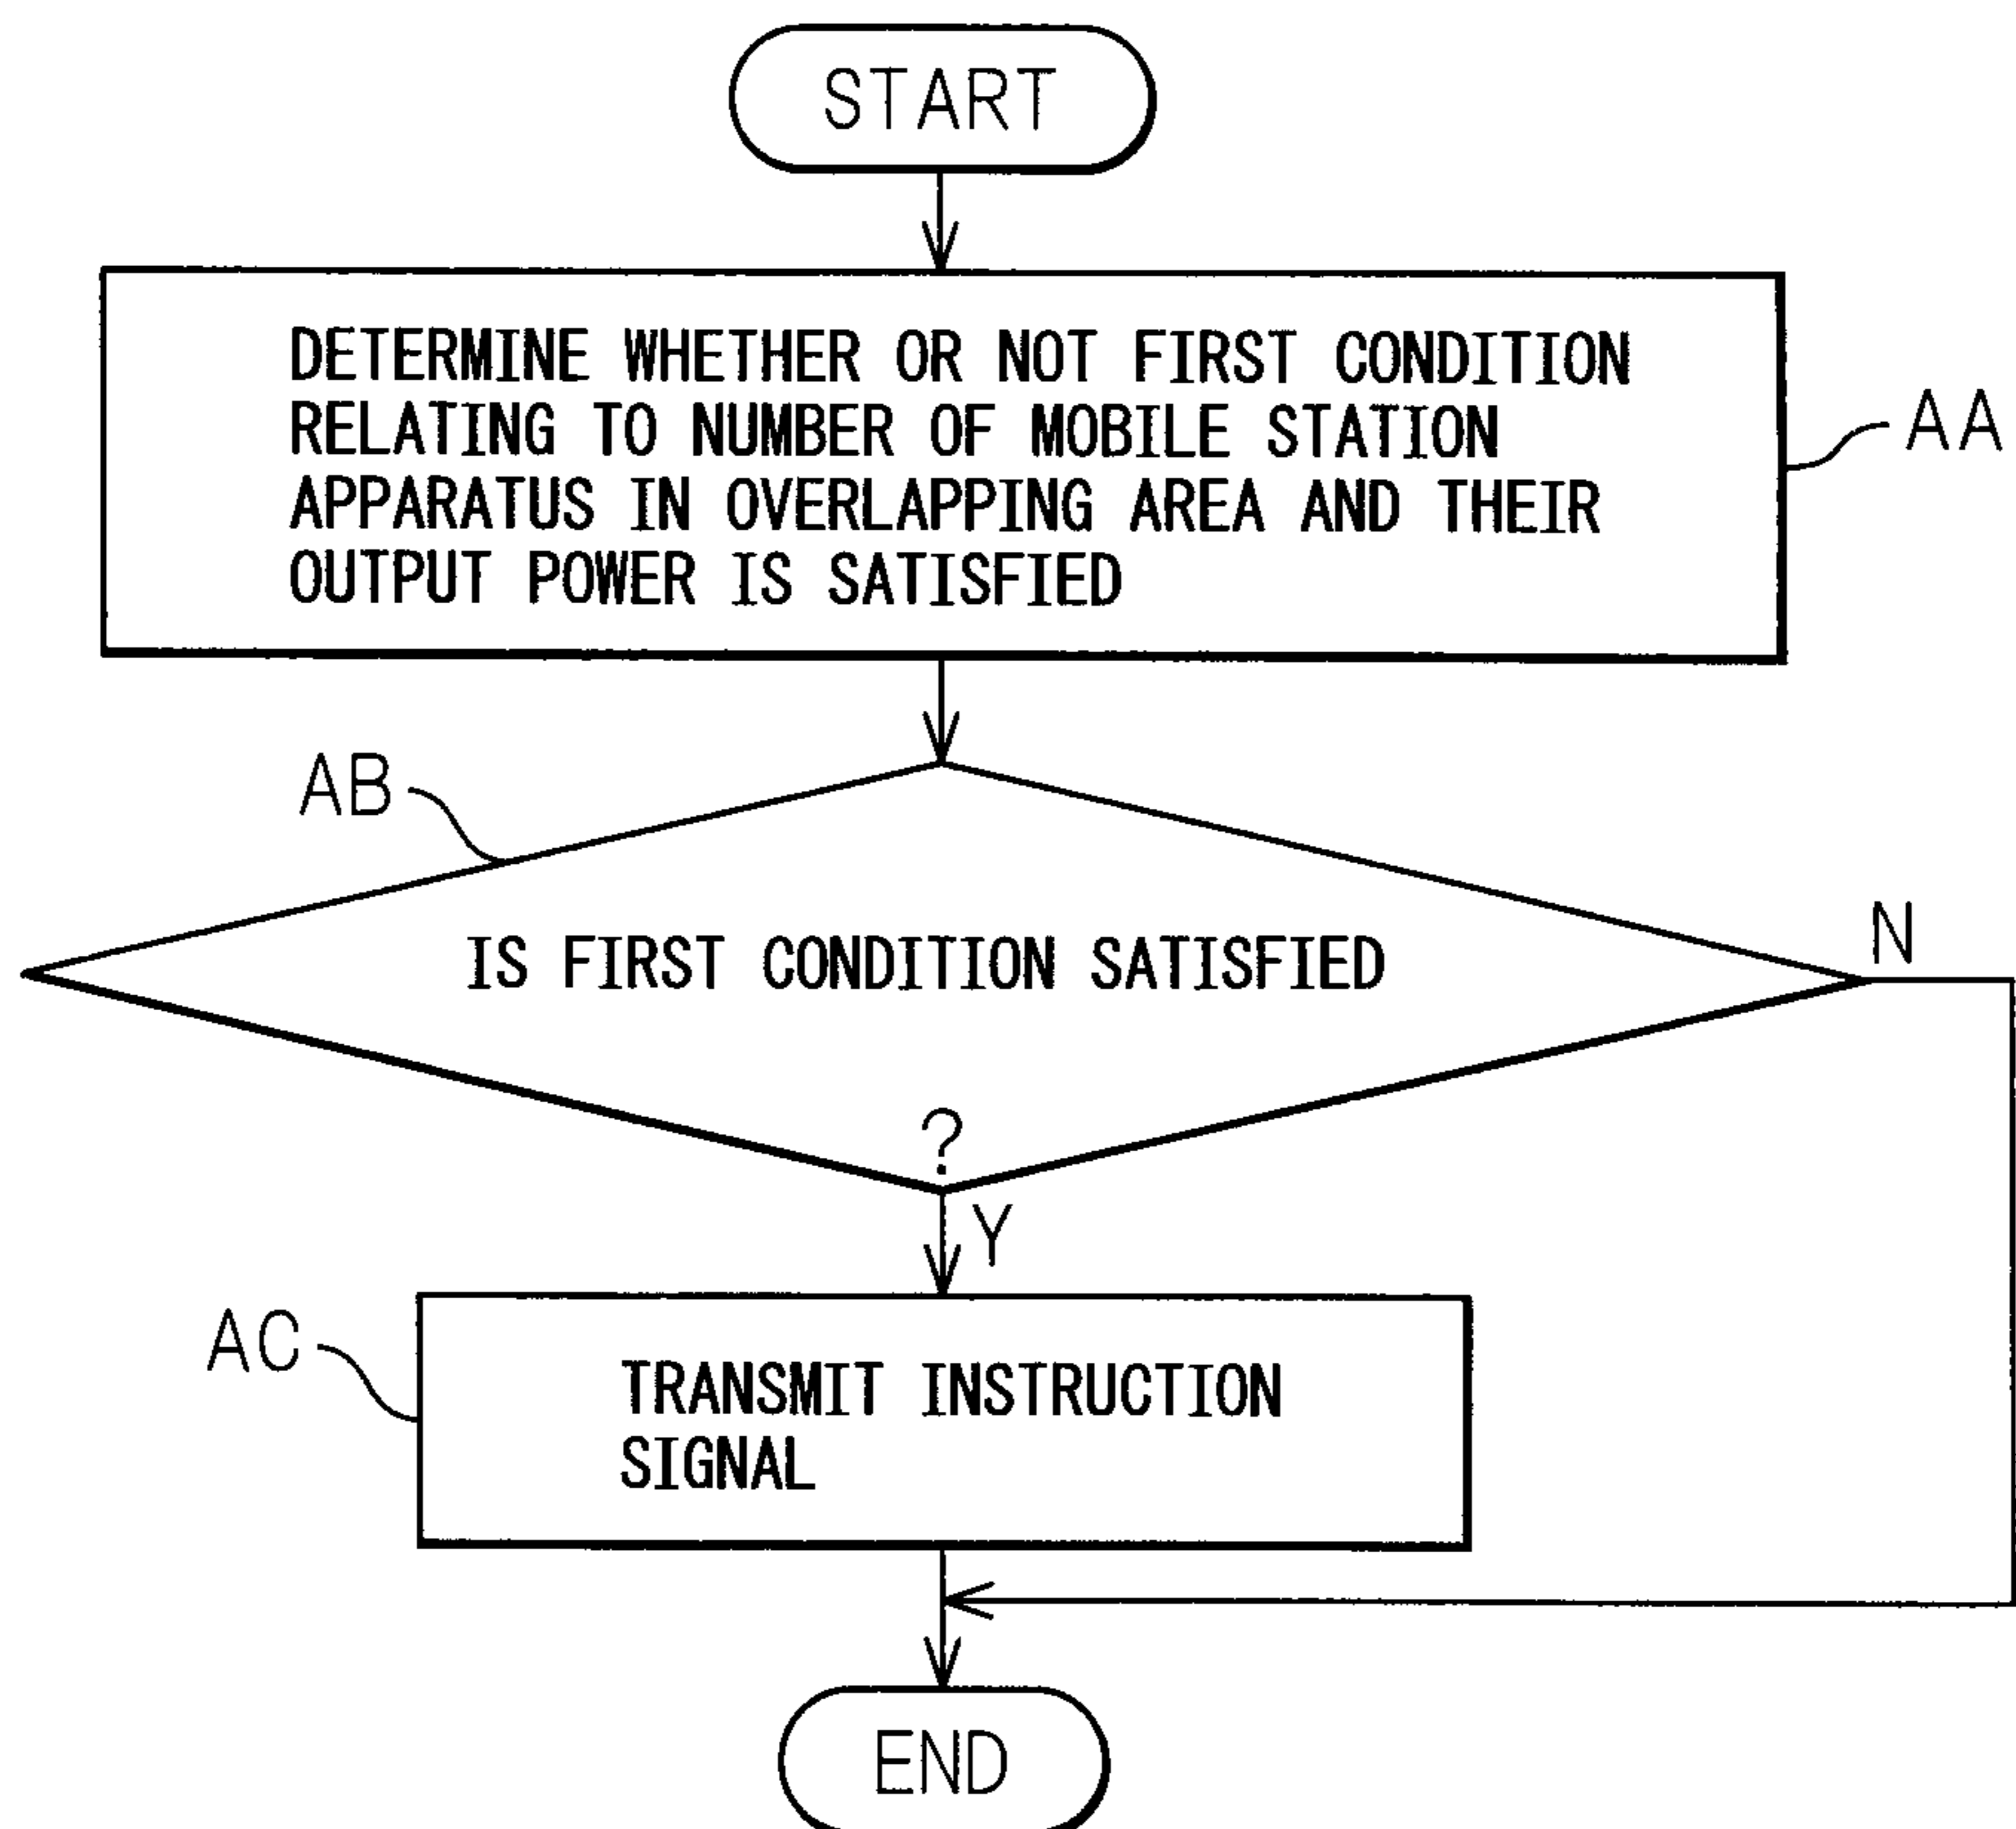 START
DETERMINE WHETHER OR NOT FIRST CONDITION
RELATING TO NUMBER OF MOBILE STATION
APPARATUS IN OVERLAPPING AREA AND THEIR
OUTPUT POWER IS SATISFIED
AA
AB
IS FIRST CONDITION SATISFIED
N
?
Y
AC
TRANSMIT INSTRUCTION
SIGNAL
END